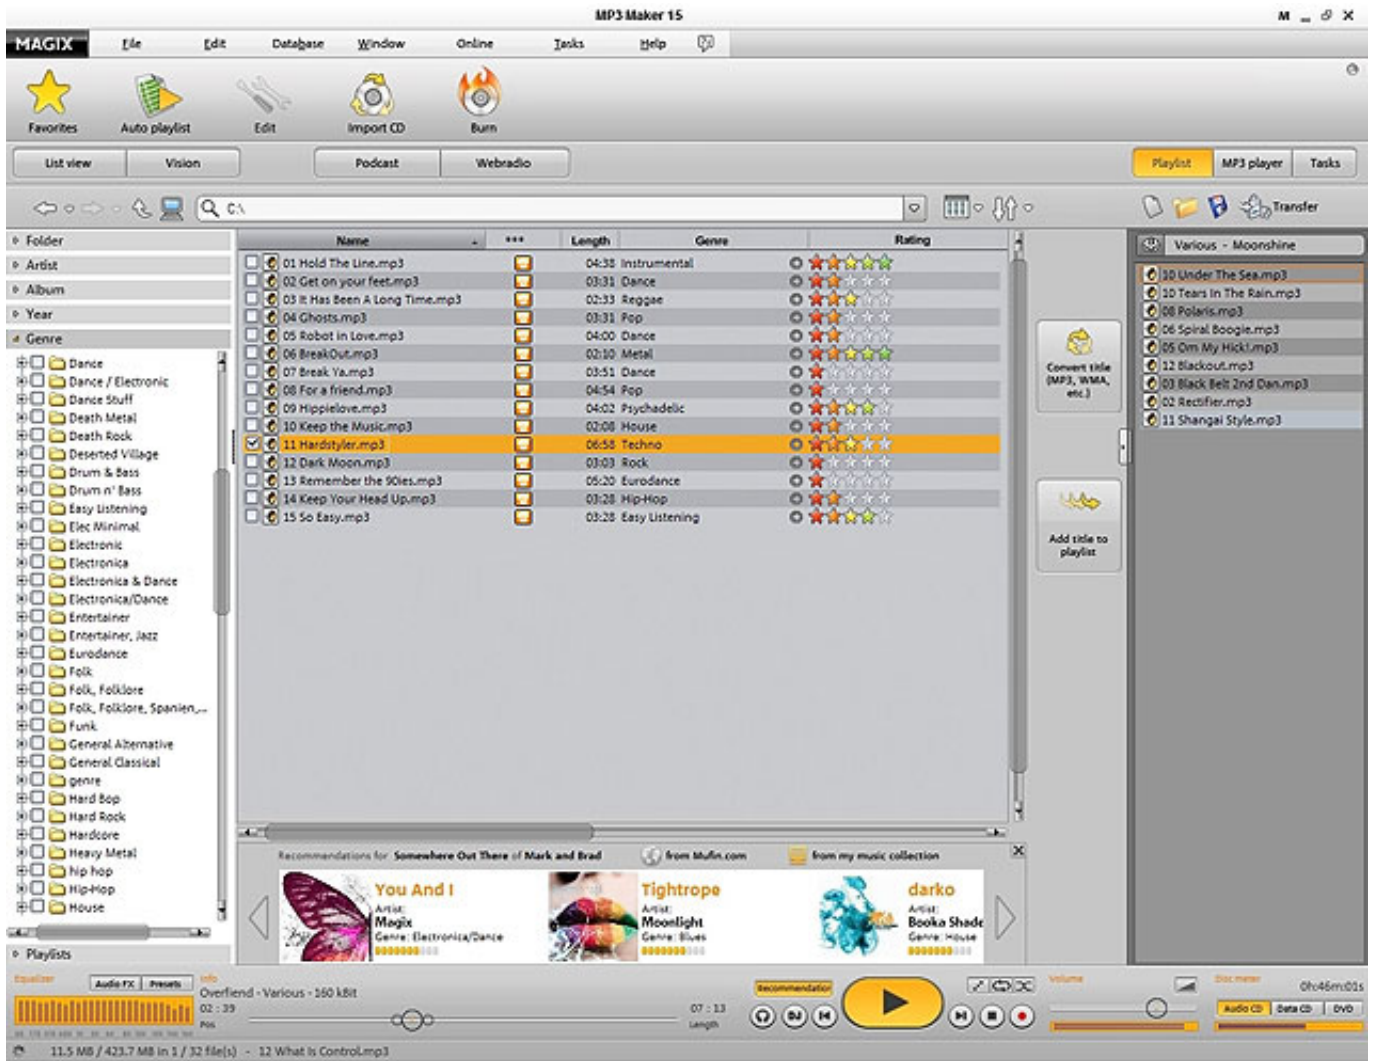 MP3 Maker 15
MAGIX File Edit Database Window Online Tasks Help
Favorites Auto playlist Edit Import CD Burn
List view Vision Podcast Webradio Playlist MP3 player Tasks
C:\ Transfer
Folder
Artist
Album
Year
Genre
Dance
Dance / Electronic
Dance Stuff
Death Metal
Death Rock
Deserted Village
Drum & Bass
Drum n' Bass
Easy Listening
Elec Minimal
Electronic
Electronica
Electronica & Dance
Electronica/Dance
Entertainer
Entertainer, Jazz
Eurodance
Folk
Folk, Folklore
Folk, Folklore, Spanien,...
Funk
General Alternative
General Classical
genre
Hard Bop
Hard Rock
Hardcore
Heavy Metal
hip hop
Hip-Hop
House
Playlists
Name *** Length Genre Rating
01 Hold The Line.mp3 04:38 Instrumental
02 Get on your feet.mp3 03:31 Dance
03 It Has Been A Long Time.mp3 02:33 Reggae
04 Ghosts.mp3 03:31 Pop
05 Robot in Love.mp3 04:00 Dance
06 BreakOut.mp3 02:10 Metal
07 Break Ya.mp3 03:51 Dance
08 For a friend.mp3 04:54 Pop
09 Hippielove.mp3 04:02 Psychadelic
10 Keep the Music.mp3 02:08 House
11 Hardstyler.mp3 06:58 Techno
12 Dark Moon.mp3 03:03 Rock
13 Remember the 90ies.mp3 05:20 Eurodance
14 Keep Your Head Up.mp3 03:28 Hip-Hop
15 So Easy.mp3 03:28 Easy Listening
Convert title
(MP3, WMA,
etc.)
Add title to
playlist
Various - Moonshine
10 Under The Sea.mp3
10 Tears In The Rain.mp3
08 Polaris.mp3
06 Spiral Boogie.mp3
05 Om My Hick!.mp3
12 Blackout.mp3
03 Black Belt 2nd Dan.mp3
02 Rectifier.mp3
11 Shangai Style.mp3
Recommendations for Somewhere Out There of Mark and Brad from Mufin.com from my music collection
You And I
Artist:
Magix
Genre: Electronica/Dance
Tightrope
Artist:
Moonlight
Genre: Blues
darko
Artist:
Booka Shade
Genre: House
Equalizer Audio FX Presets Info
Overfiend - Various - 160 kBit
02 : 39
Pos
07 : 13
Length
Recommendation
DJ
Volume
Disc meter 0h:46m:01s
Audio CD Data CD DVD
11.5 MB / 423.7 MB in 1 / 32 file(s) - 12 What Is Control.mp3